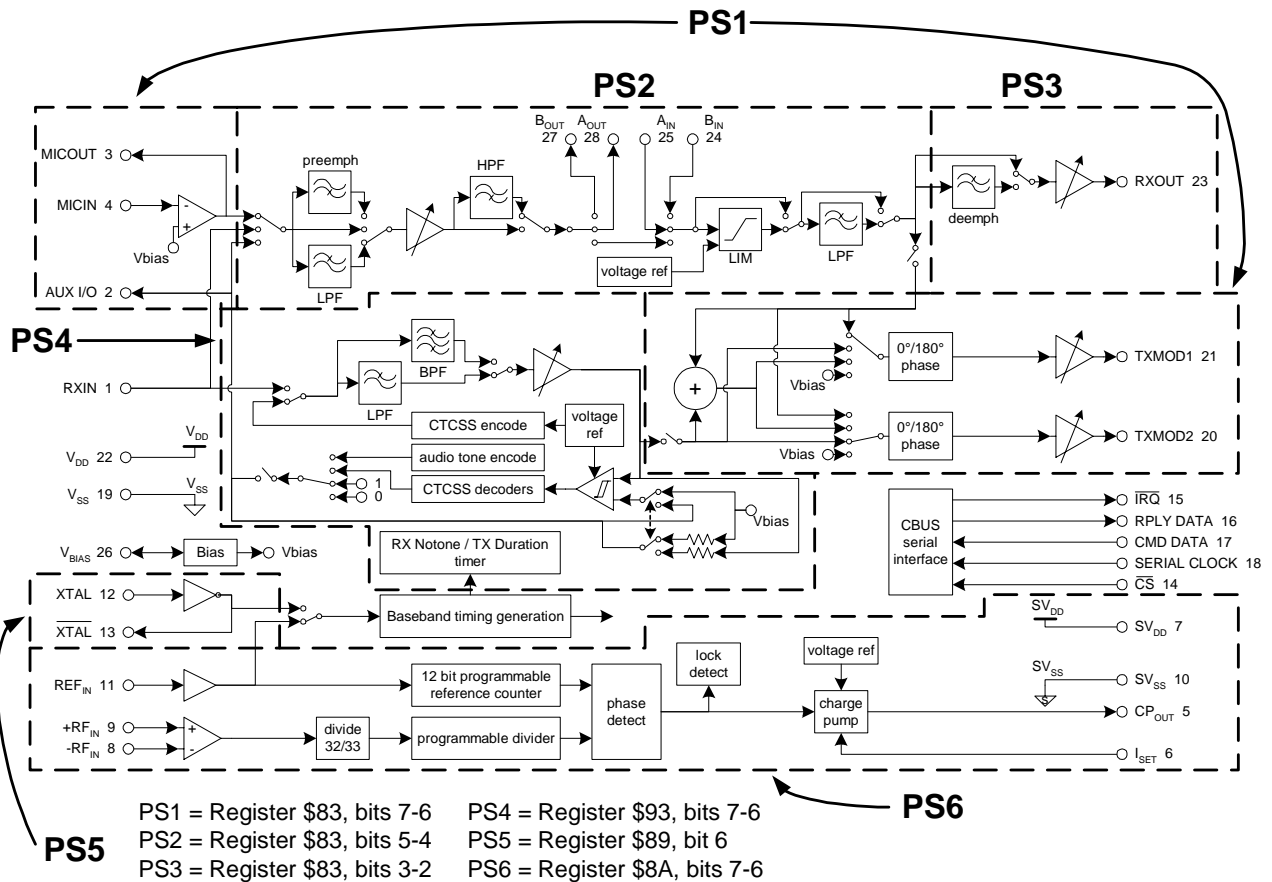 PS1
PS2
PS3
B_OUT 27
A_OUT 28
A_IN 25
B_IN 24
MICOUT 3
MICIN 4
-
+
Vbias
AUX I/O 2
preemph
LPF
HPF
voltage ref
LIM
LPF
deemph
RXOUT 23
PS4
RXIN 1
BPF
LPF
CTCSS encode
voltage ref
audio tone encode
CTCSS decoders
1
0
Vbias
+
Vbias
0°/180° phase
TXMOD1 21
Vbias
0°/180° phase
TXMOD2 20
V_DD
V_DD 22
V_SS
V_SS 19
V_BIAS 26
Bias
Vbias
RX Notone / TX Duration timer
CBUS serial interface
I̅R̅Q̅ 15
RPLY DATA 16
CMD DATA 17
SERIAL CLOCK 18
C̅S̅ 14
XTAL 12
X̅T̅A̅L̅ 13
Baseband timing generation
SV_DD
SV_DD 7
REF_IN 11
12 bit programmable reference counter
phase detect
lock detect
voltage ref
charge pump
SV_SS
S
SV_SS 10
CP_OUT 5
+RF_IN 9
-RF_IN 8
+
-
divide 32/33
programmable divider
I_SET 6
PS5
PS6
PS1 = Register $83, bits 7-6
PS2 = Register $83, bits 5-4
PS3 = Register $83, bits 3-2
PS4 = Register $93, bits 7-6
PS5 = Register $89, bit 6
PS6 = Register $8A, bits 7-6